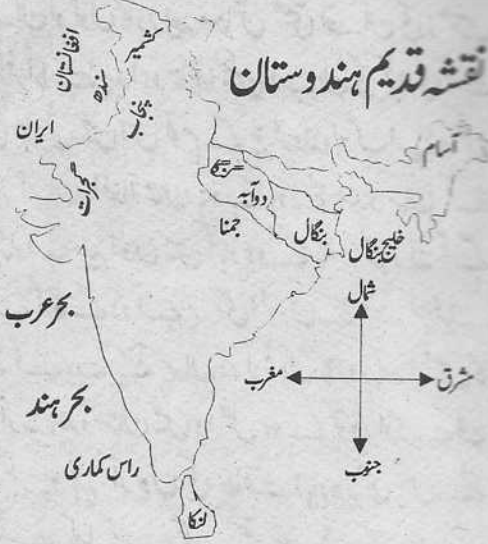 نقشہ قدیم ہندوستان
کشمیر
افغانستان
سندھ
پنجاب
ایران
آسام
گنگا
دوآبہ
گجرات
جمنا
بنگال
خلیج بنگال
شمال
بحر عرب
مغرب
مشرق
بحر ہند
راس کماری
جنوب
لنکا